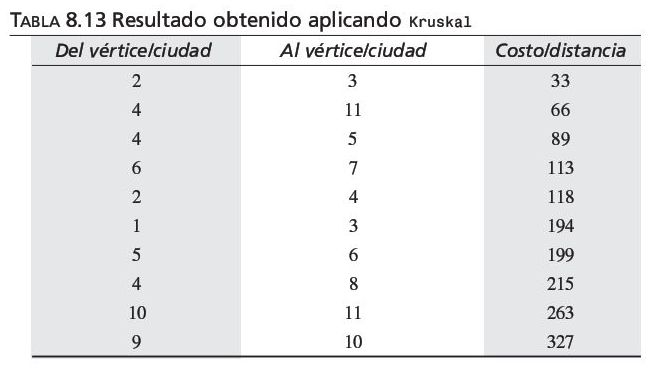 TABLA 8.13 Resultado obtenido aplicando Kruskal
Del vértice/ciudad Al vértice/ciudad Costo/distancia
2 3 33
4 11 66
4 5 89
6 7 113
2 4 118
1 3 194
5 6 199
4 8 215
10 11 263
9 10 327